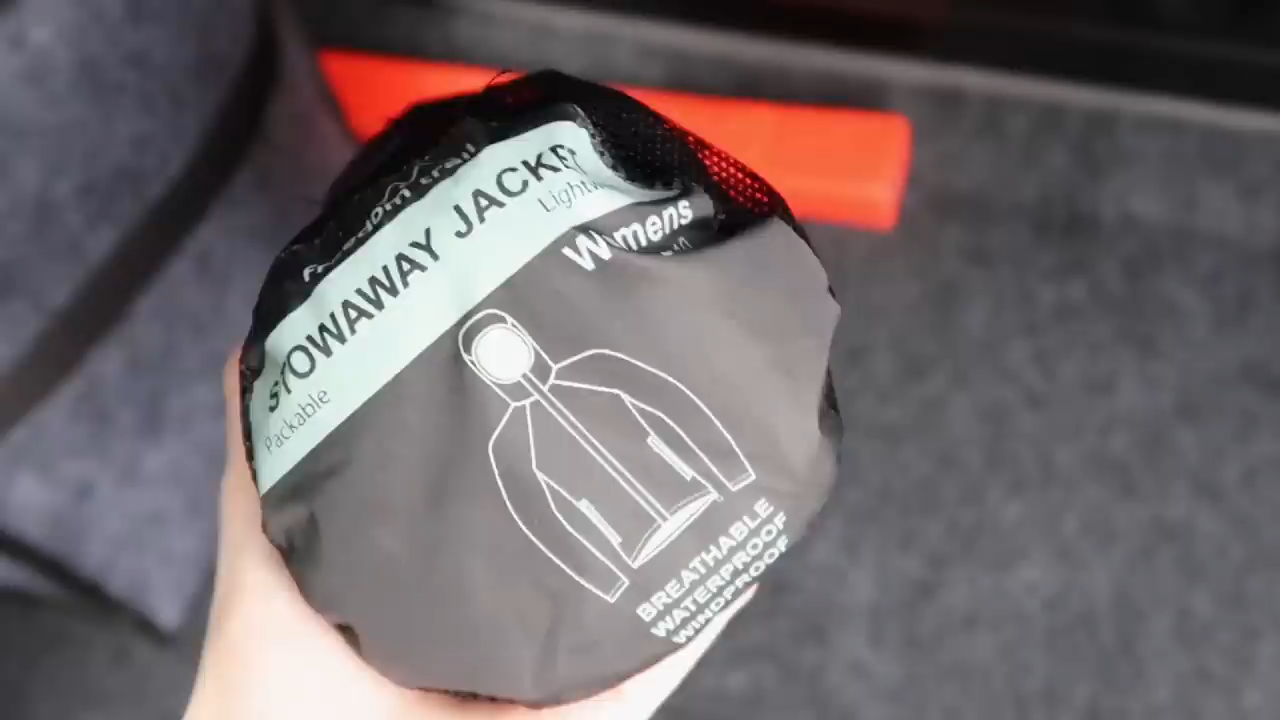 Freedom trail
STOWAWAY JACKET
Packable
Womens
BREATHABLE
WATERPROOF
WINDPROOF